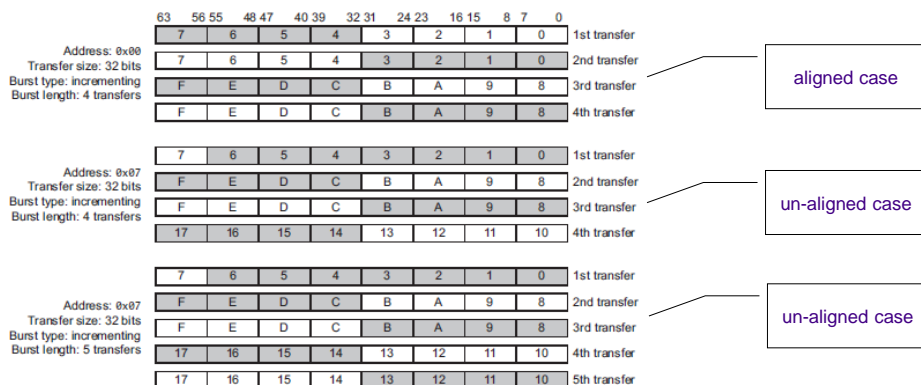 63 56 55 48 47 40 39 32 31 24 23 16 15 8 7 0
7 6 5 4 3 2 1 0 1st transfer
7 6 5 4 3 2 1 0 2nd transfer
F E D C B A 9 8 3rd transfer
F E D C B A 9 8 4th transfer
Address: 0x00
Transfer size: 32 bits
Burst type: incrementing
Burst length: 4 transfers
aligned case
7 6 5 4 3 2 1 0 1st transfer
F E D C B A 9 8 2nd transfer
F E D C B A 9 8 3rd transfer
17 16 15 14 13 12 11 10 4th transfer
Address: 0x07
Transfer size: 32 bits
Burst type: incrementing
Burst length: 4 transfers
un-aligned case
7 6 5 4 3 2 1 0 1st transfer
F E D C B A 9 8 2nd transfer
F E D C B A 9 8 3rd transfer
17 16 15 14 13 12 11 10 4th transfer
17 16 15 14 13 12 11 10 5th transfer
Address: 0x07
Transfer size: 32 bits
Burst type: incrementing
Burst length: 5 transfers
un-aligned case